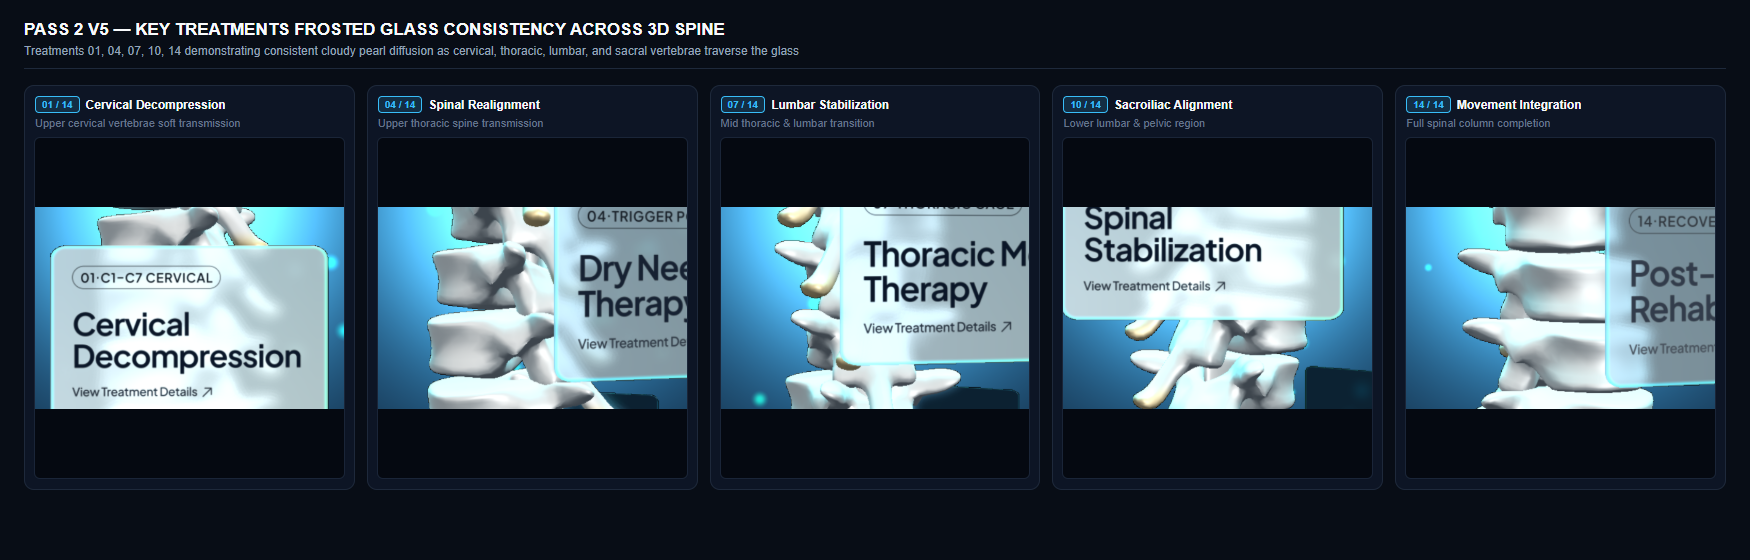 PASS 2 V5 — KEY TREATMENTS FROSTED GLASS CONSISTENCY ACROSS 3D SPINE
Treatments 01, 04, 07, 10, 14 demonstrating consistent cloudy pearl diffusion as cervical, thoracic, lumbar, and sacral vertebrae traverse the glass
01 / 14 Cervical Decompression
Upper cervical vertebrae soft transmission
01·C1–C7 CERVICAL
Cervical
Decompression
View Treatment Details ↗
04 / 14 Spinal Realignment
Upper thoracic spine transmission
04·TRIGGER P
Dry Nee
Therapy
View Treatment De
07 / 14 Lumbar Stabilization
Mid thoracic & lumbar transition
Thoracic M
Therapy
View Treatment Details ↗
10 / 14 Sacroiliac Alignment
Lower lumbar & pelvic region
Spinal
Stabilization
View Treatment Details ↗
14 / 14 Movement Integration
Full spinal column completion
14·RECOVE
Post-
Rehab
View Treatmen